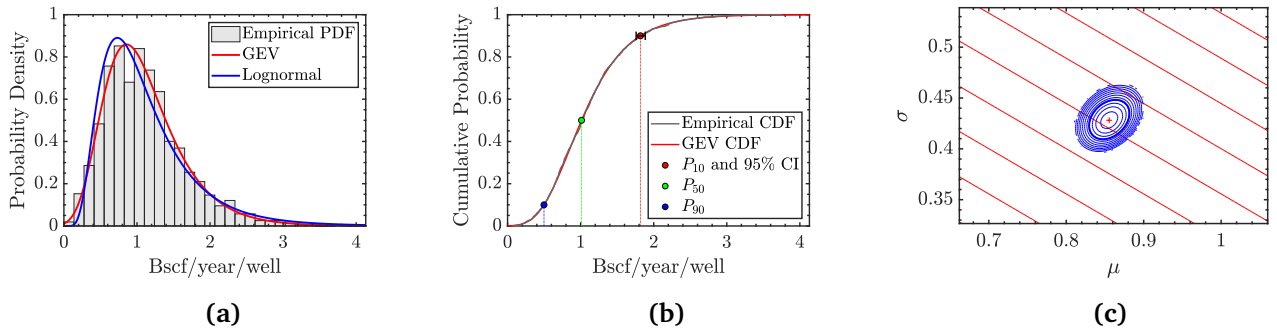 Probability Density
1
0.8
0.6
0.4
0.2
0
0
1
2
3
4
Empirical PDF
GEV
Lognormal
Bscf/year/well
(a)
Cumulative Probability
1
0.8
0.6
0.4
0.2
0
0
1
2
3
4
Empirical CDF
GEV CDF
P10 and 95% CI
P50
P90
Bscf/year/well
(b)
σ
0.5
0.45
0.4
0.35
0.7
0.8
0.9
1
μ
(c)